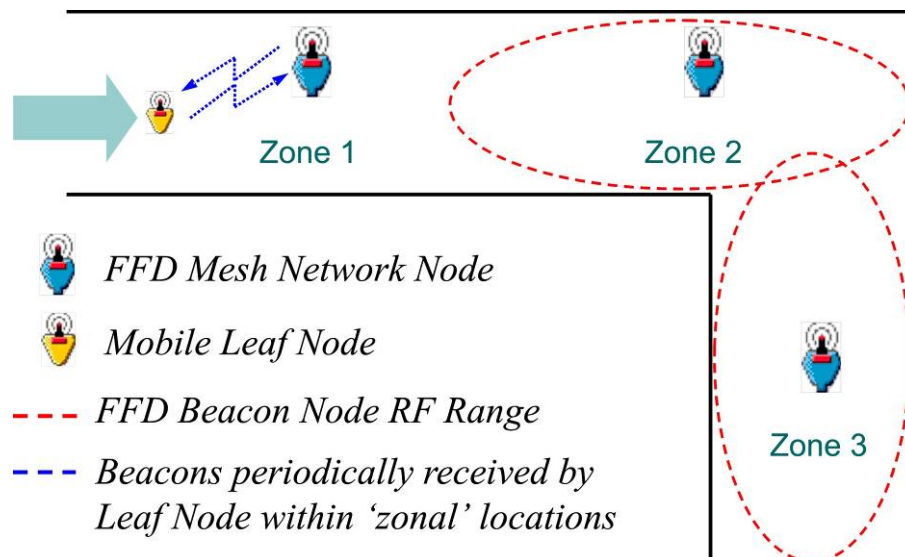 Zone 1
Zone 2
FFD Mesh Network Node
Mobile Leaf Node
FFD Beacon Node RF Range
Zone 3
Beacons periodically received by
Leaf Node within ‘zonal’ locations